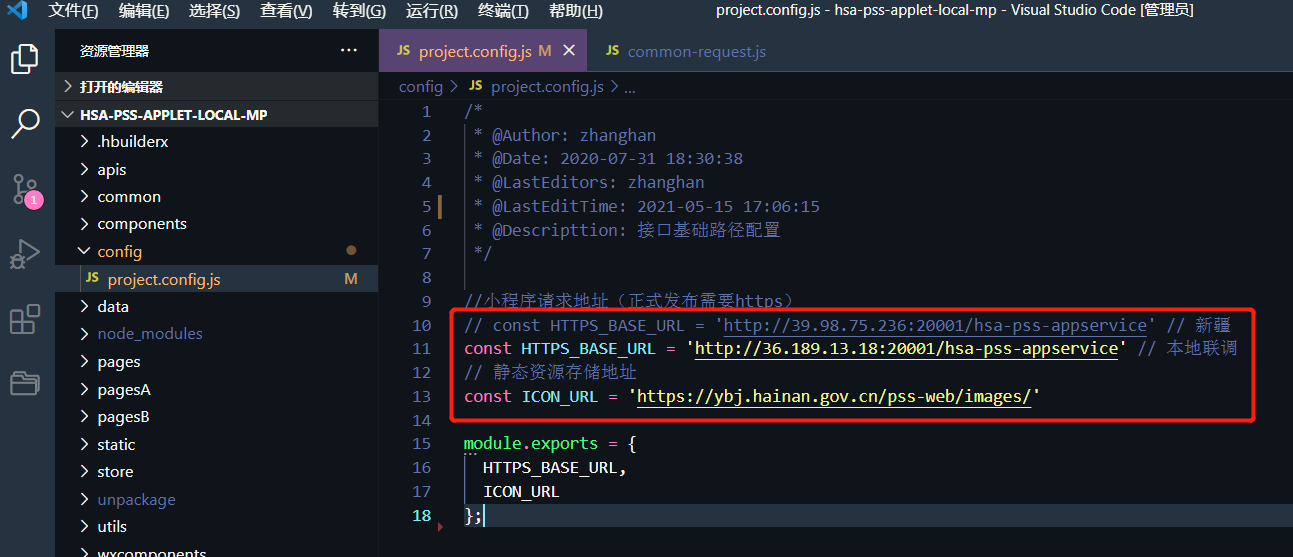 文件(F) 编辑(E) 选择(S) 查看(V) 转到(G) 运行(R) 终端(T) 帮助(H) project.config.js - hsa-pss-applet-local-mp - Visual Studio Code [管理员]
资源管理器 ...
打开的编辑器
HSA-PSS-APPLET-LOCAL-MP
.hbuilderx
apis
common
components
config
JS project.config.js M
data
node_modules
pages
pagesA
pagesB
static
store
unpackage
utils
wxcomponents
1
JS project.config.js M ×
JS common-request.js
config > JS project.config.js > ...
1 /*
2 * @Author: zhanghan
3 * @Date: 2020-07-31 18:30:38
4 * @LastEditors: zhanghan
5 * @LastEditTime: 2021-05-15 17:06:15
6 * @Descripttion: 接口基础路径配置
7 */
8
9 //小程序请求地址（正式发布需要https）
10 // const HTTPS_BASE_URL = 'http://39.98.75.236:20001/hsa-pss-appservice' // 新疆
11 const HTTPS_BASE_URL = 'http://36.189.13.18:20001/hsa-pss-appservice' // 本地联调
12 // 静态资源存储地址
13 const ICON_URL = 'https://ybj.hainan.gov.cn/pss-web/images/'
14
15 module.exports = {
16 HTTPS_BASE_URL,
17 ICON_URL
18 };